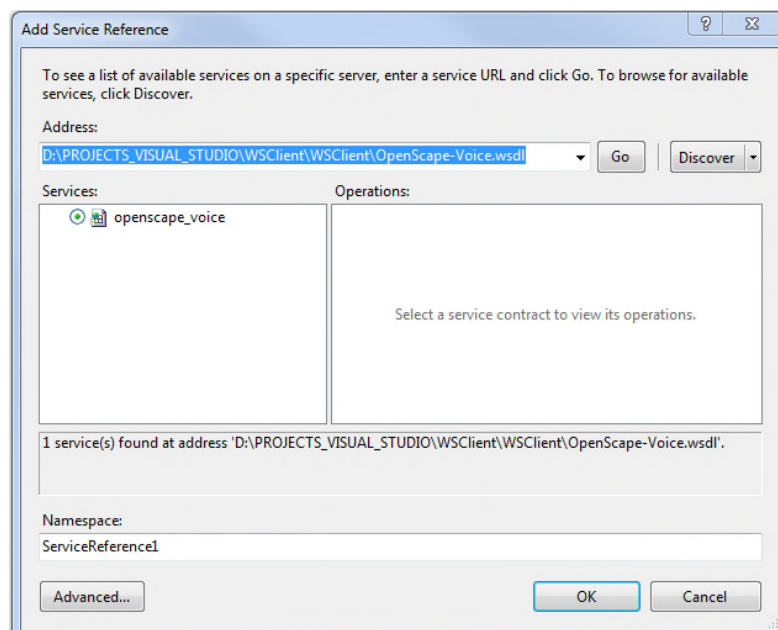 Add Service Reference
To see a list of available services on a specific server, enter a service URL and click Go. To browse for available
services, click Discover.
Address:
D:\PROJECTS_VISUAL_STUDIO\WSClient\WSClient\OpenScape-Voice.wsdl
Go
Discover
Services:
Operations:
openscape_voice
Select a service contract to view its operations.
1 service(s) found at address 'D:\PROJECTS_VISUAL_STUDIO\WSClient\WSClient\OpenScape-Voice.wsdl'.
Namespace:
ServiceReference1
Advanced...
OK
Cancel